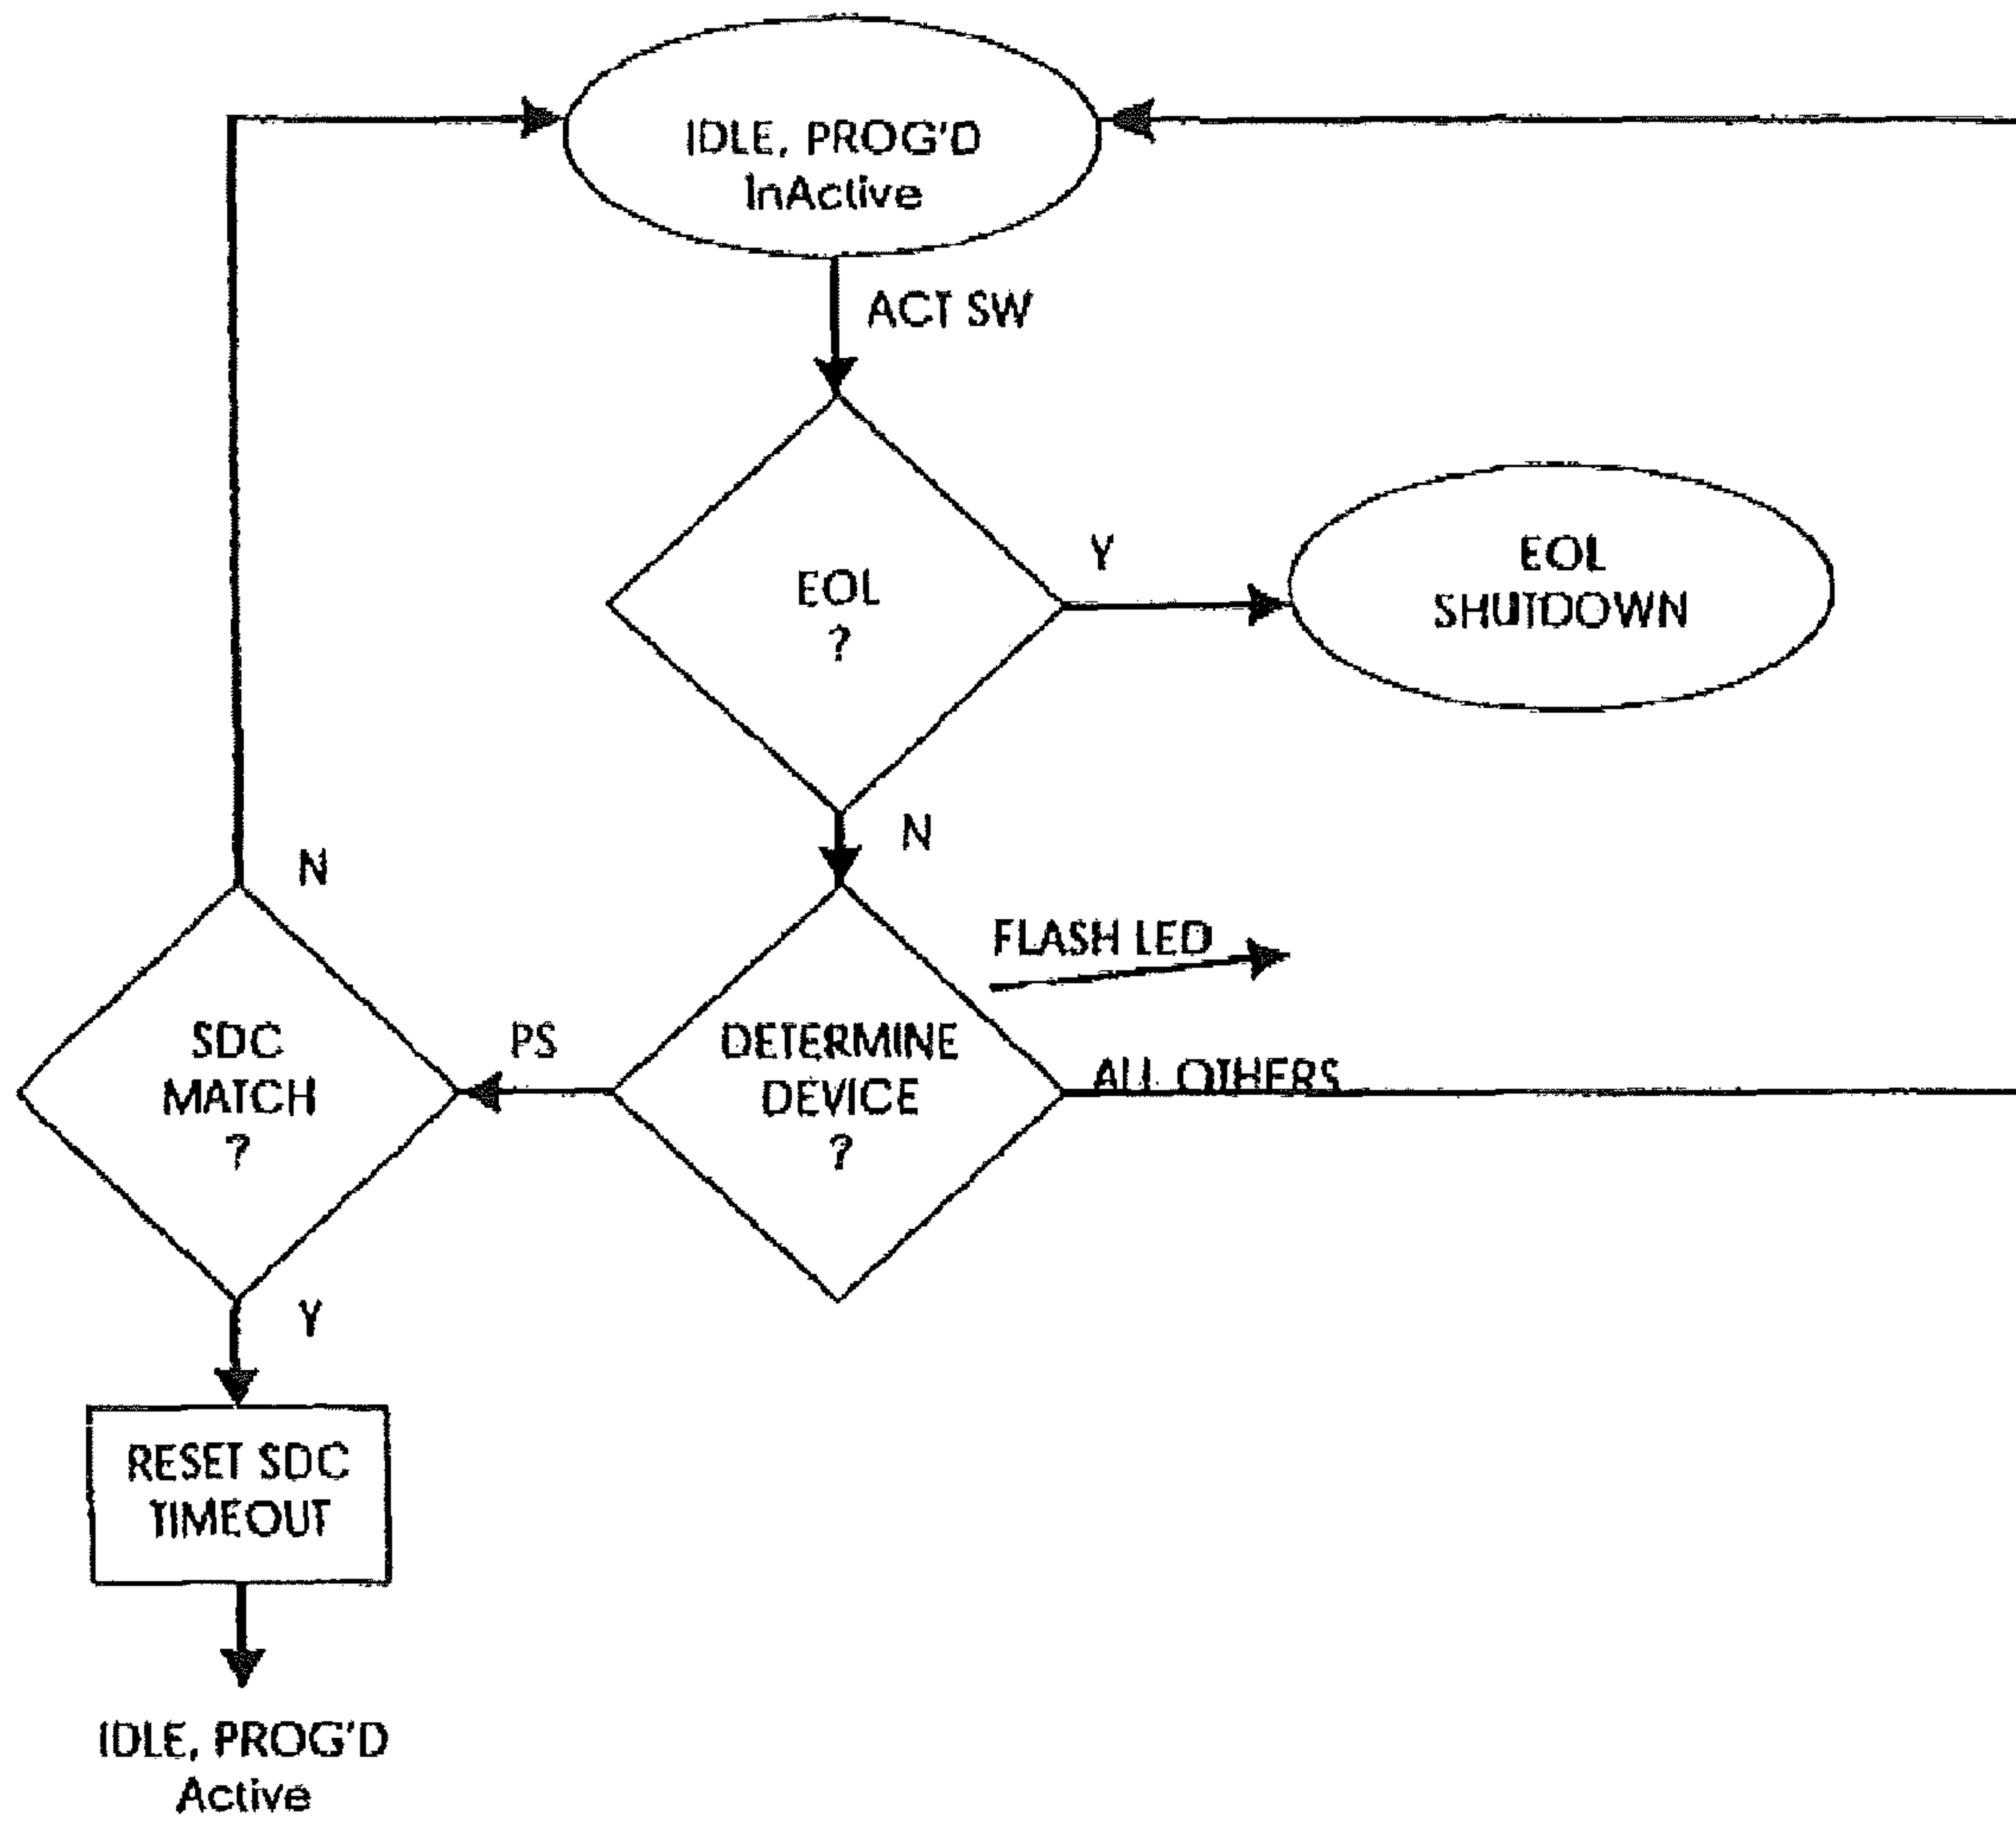 IDLE, PROG'D
InActive
ACT SW
EOL
?
Y
EOL
SHUTDOWN
N
N
FLASH LED
SDC
MATCH
?
PS
DETERMINE
DEVICE
?
ALL OTHERS
Y
RESET SDC
TIMEOUT
IDLE, PROG'D
Active